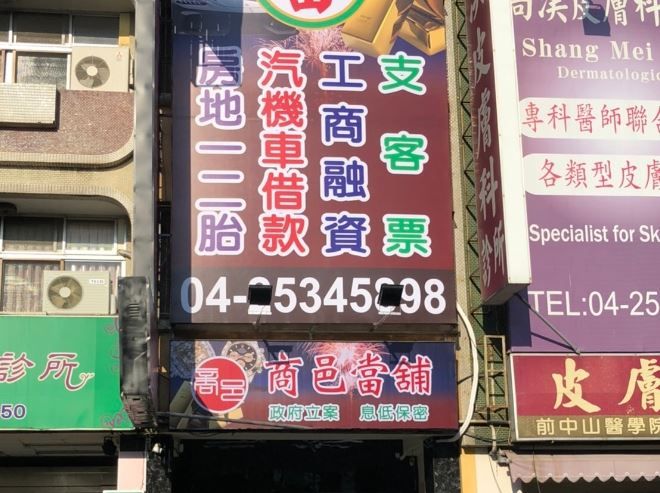 支客票
工商融資
汽機車借款
房地一二胎
04-25345898
商邑當舖
政府立案 息低保密
診所
50
皮膚科診所
Shang Mei
專科醫師聯合
各類型皮膚
Specialist for Sk
TEL:04-25
皮膚
前中山醫學院